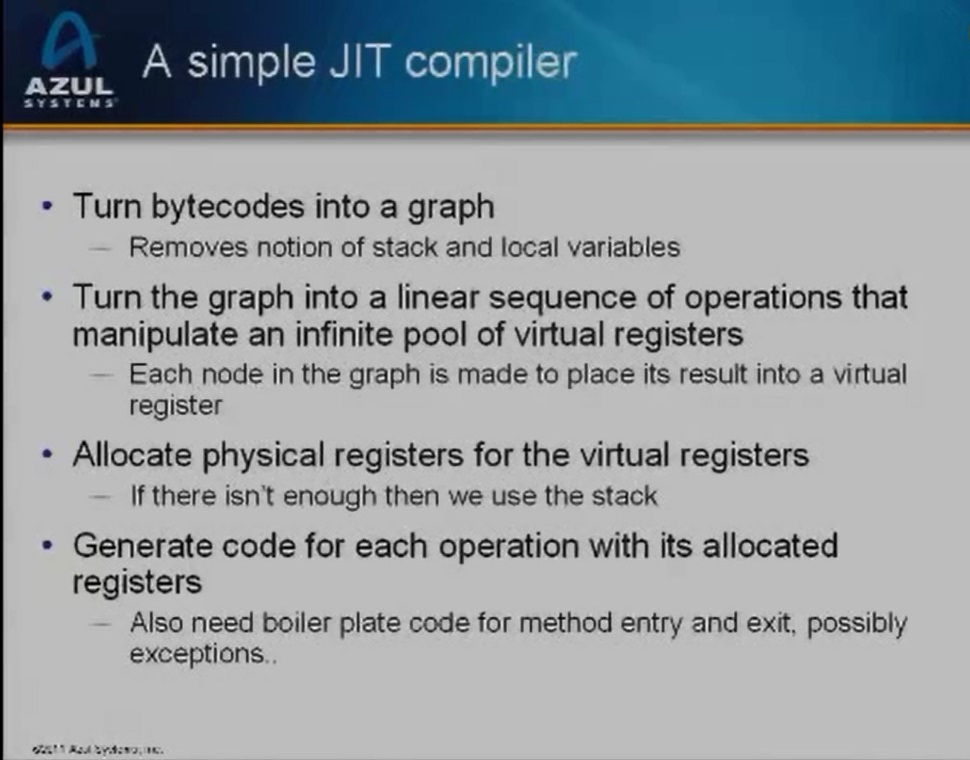 AZUL
SYSTEMS
A simple JIT compiler
• Turn bytecodes into a graph
— Removes notion of stack and local variables
• Turn the graph into a linear sequence of operations that
manipulate an infinite pool of virtual registers
— Each node in the graph is made to place its result into a virtual
register
• Allocate physical registers for the virtual registers
— If there isn't enough then we use the stack
• Generate code for each operation with its allocated
registers
— Also need boiler plate code for method entry and exit, possibly
exceptions..
©2011 Azul Systems, Inc.